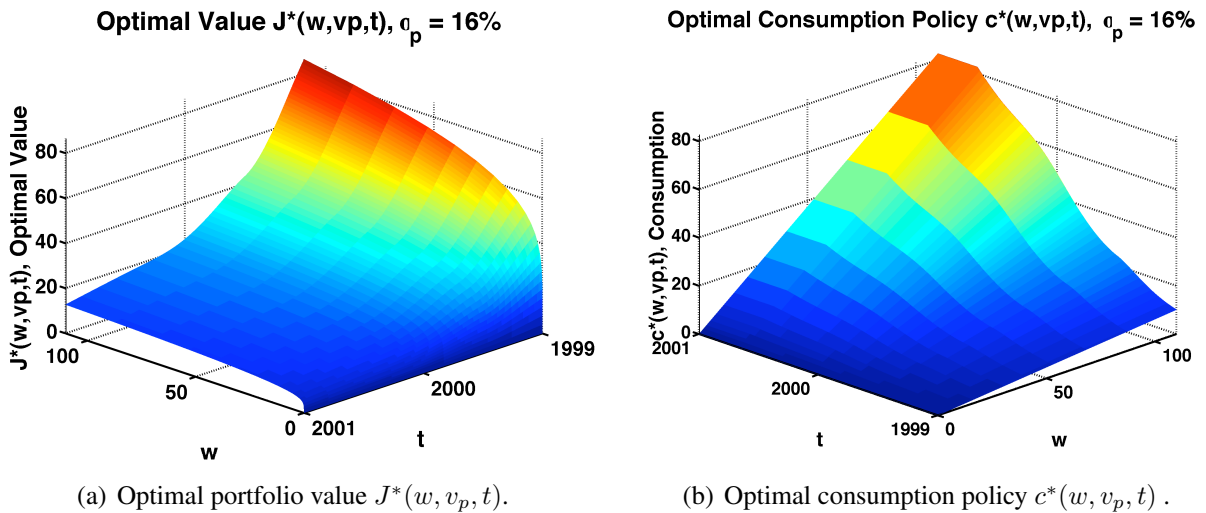 Optimal Value J*(w,vp,t), σp = 16%
J*(w,vp,t), Optimal Value
80
60
40
20
0
100
50
0
w
2001
2000
1999
t
(a) Optimal portfolio value J*(w, vp, t).
Optimal Consumption Policy c*(w,vp,t), σp = 16%
c*(w,vp,t), Consumption
80
60
40
20
0
2001
2000
1999
t
0
50
100
w
(b) Optimal consumption policy c*(w, vp, t) .